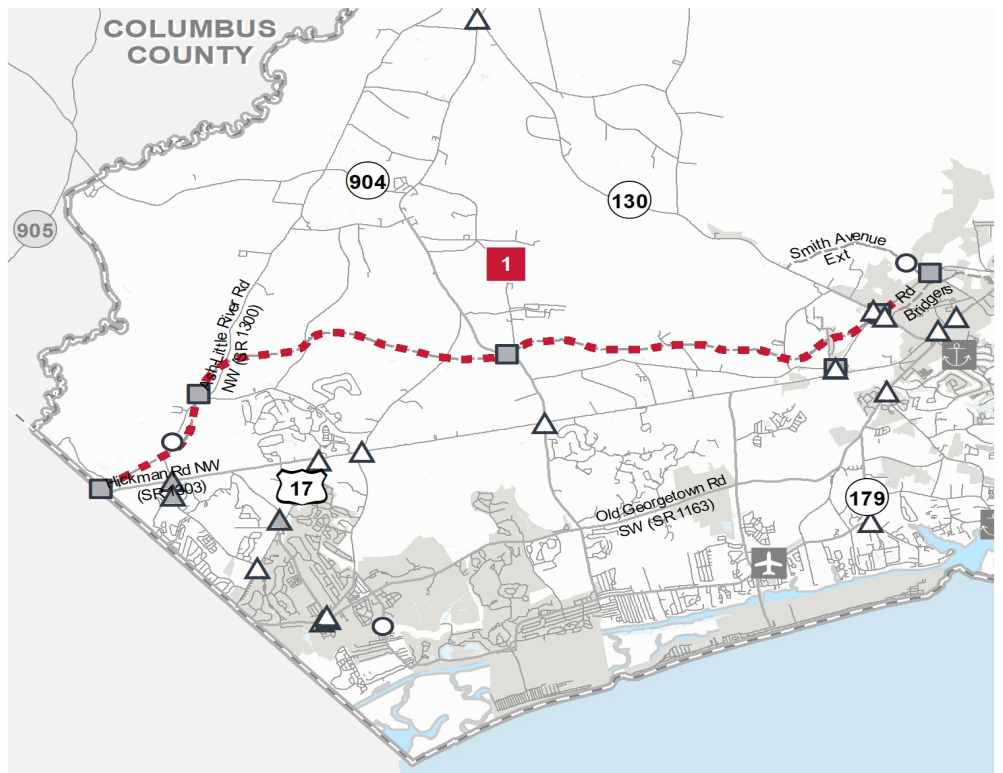 COLUMBUS
COUNTY
904
130
905
Smith Avenue
Ext
1
Rd
Bridgers
Ash-Little River Rd
NW (SR 1300)
Hickman Rd NW
(SR 1303)
17
Old Georgetown Rd
SW (SR 1163)
179